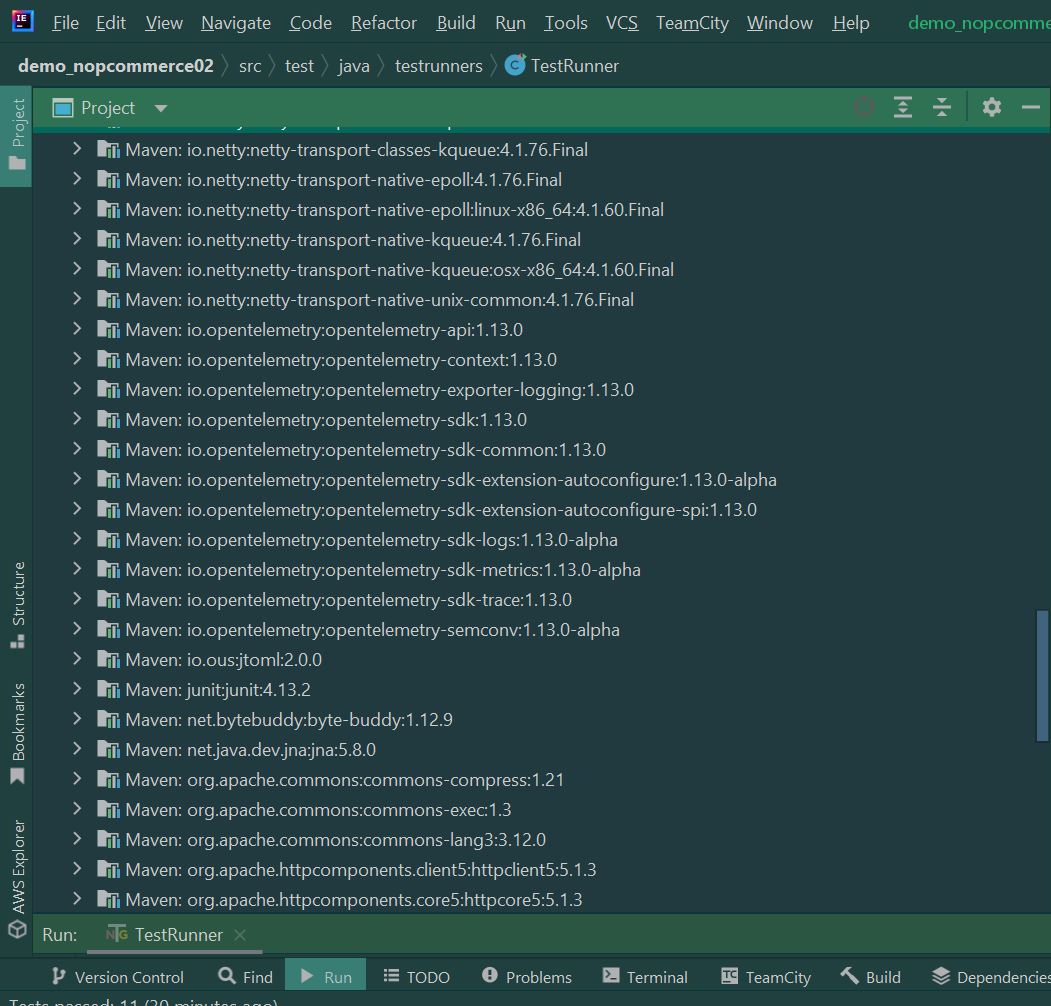 File Edit View Navigate Code Refactor Build Run Tools VCS TeamCity Window Help demo_nopcomme
demo_nopcommerce02 src test java testrunners TestRunner
Project
Project
Maven: io.netty:netty-transport-classes-kqueue:4.1.76.Final
Maven: io.netty:netty-transport-native-epoll:4.1.76.Final
Maven: io.netty:netty-transport-native-epoll:linux-x86_64:4.1.60.Final
Maven: io.netty:netty-transport-native-kqueue:4.1.76.Final
Maven: io.netty:netty-transport-native-kqueue:osx-x86_64:4.1.60.Final
Maven: io.netty:netty-transport-native-unix-common:4.1.76.Final
Maven: io.opentelemetry:opentelemetry-api:1.13.0
Maven: io.opentelemetry:opentelemetry-context:1.13.0
Maven: io.opentelemetry:opentelemetry-exporter-logging:1.13.0
Maven: io.opentelemetry:opentelemetry-sdk:1.13.0
Maven: io.opentelemetry:opentelemetry-sdk-common:1.13.0
Maven: io.opentelemetry:opentelemetry-sdk-extension-autoconfigure:1.13.0-alpha
Maven: io.opentelemetry:opentelemetry-sdk-extension-autoconfigure-spi:1.13.0
Maven: io.opentelemetry:opentelemetry-sdk-logs:1.13.0-alpha
Maven: io.opentelemetry:opentelemetry-sdk-metrics:1.13.0-alpha
Maven: io.opentelemetry:opentelemetry-sdk-trace:1.13.0
Maven: io.opentelemetry:opentelemetry-semconv:1.13.0-alpha
Maven: io.ous:jtoml:2.0.0
Maven: junit:junit:4.13.2
Maven: net.bytebuddy:byte-buddy:1.12.9
Maven: net.java.dev.jna:jna:5.8.0
Maven: org.apache.commons:commons-compress:1.21
Maven: org.apache.commons:commons-exec:1.3
Maven: org.apache.commons:commons-lang3:3.12.0
Maven: org.apache.httpcomponents.client5:httpclient5:5.1.3
Maven: org.apache.httpcomponents.core5:httpcore5:5.1.3
Structure
Bookmarks
AWS Explorer
Run: TestRunner
Version Control Find Run TODO Problems Terminal TeamCity Build Dependencies
Tests passed: 11 (30 minutes ago)